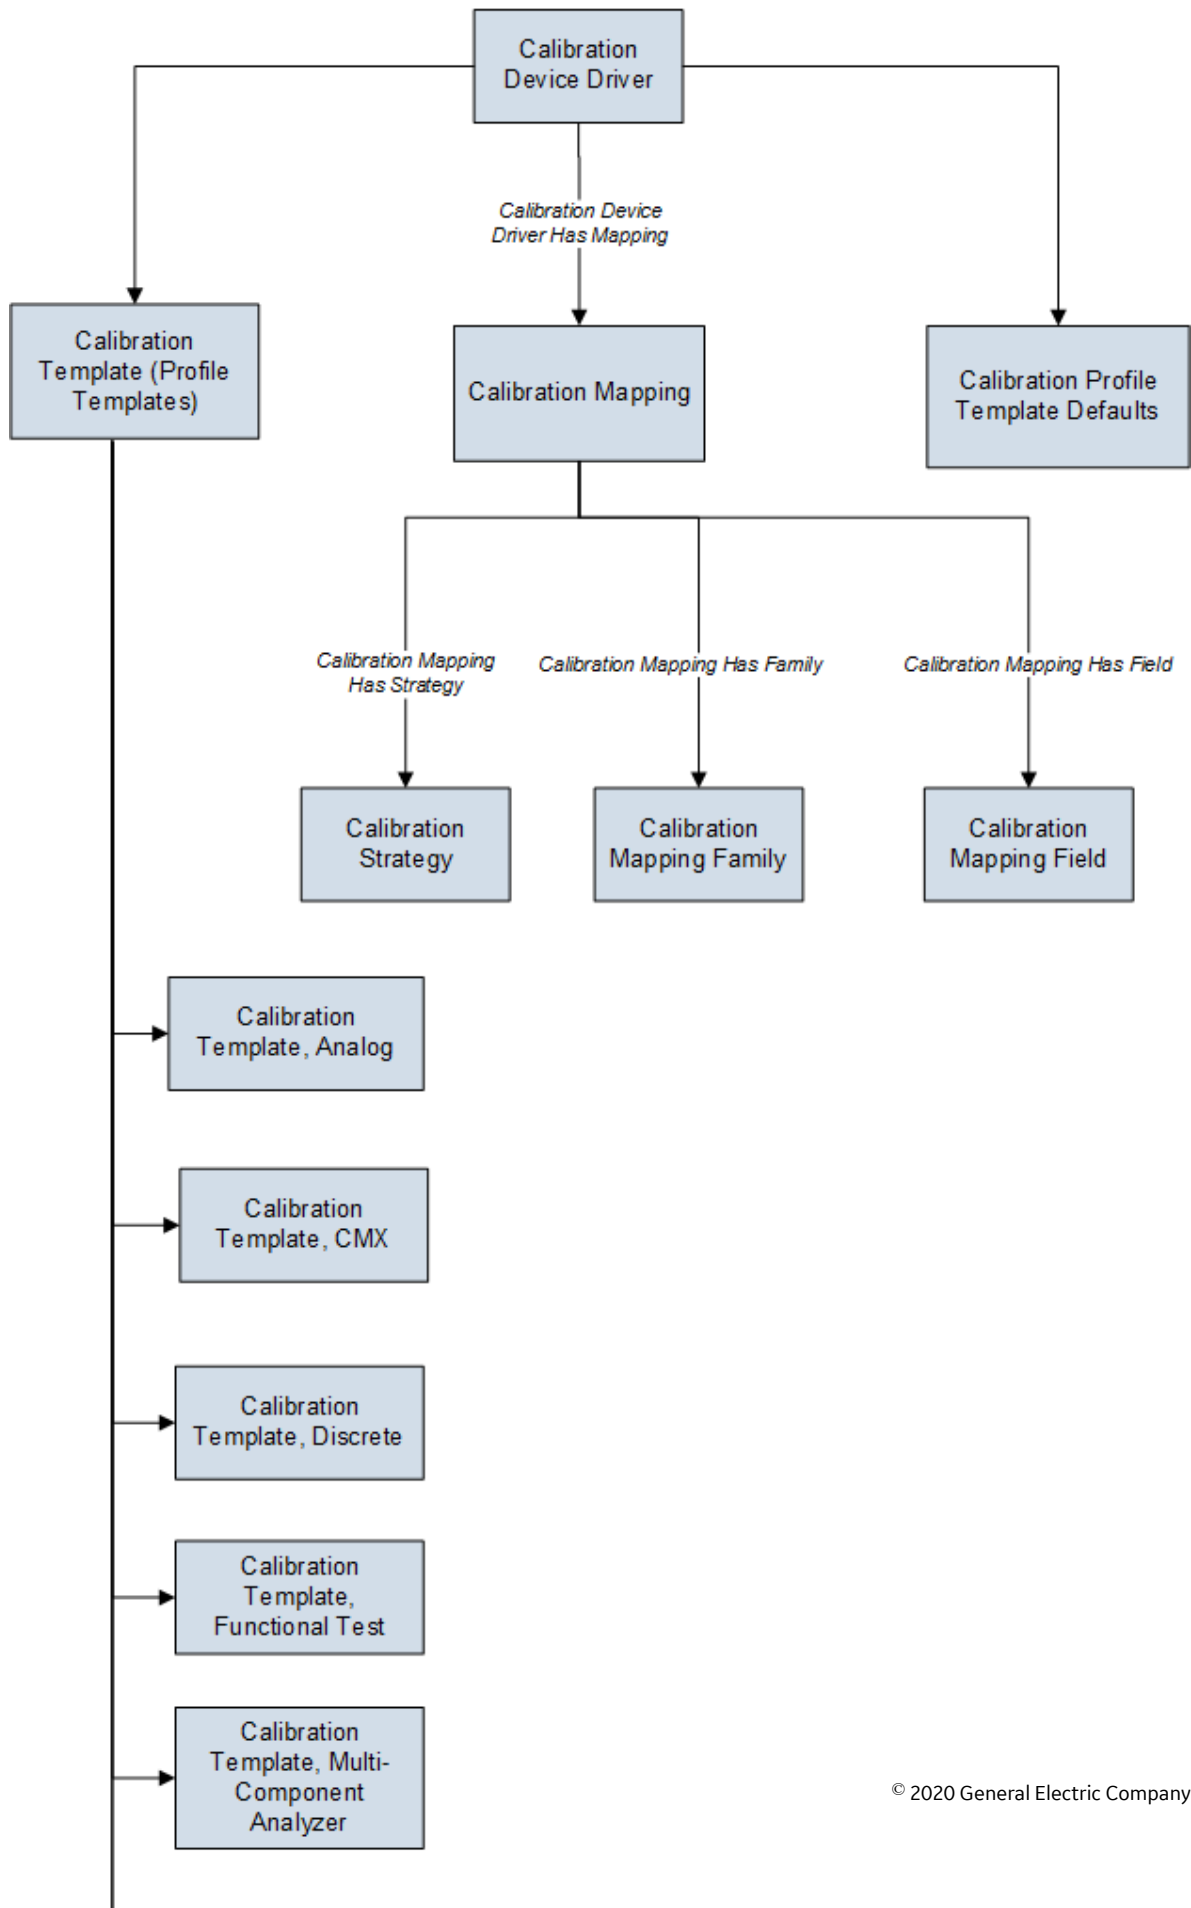 Calibration
Device Driver
Calibration Device
Driver Has Mapping
Calibration
Template (Profile
Templates)
Calibration Mapping
Calibration Profile
Template Defaults
Calibration Mapping
Has Strategy
Calibration Mapping Has Family
Calibration Mapping Has Field
Calibration
Strategy
Calibration
Mapping Family
Calibration
Mapping Field
Calibration
Template, Analog
Calibration
Template, CMX
Calibration
Template, Discrete
Calibration
Template,
Functional Test
Calibration
Template, Multi-
Component
Analyzer
© 2020 General Electric Company